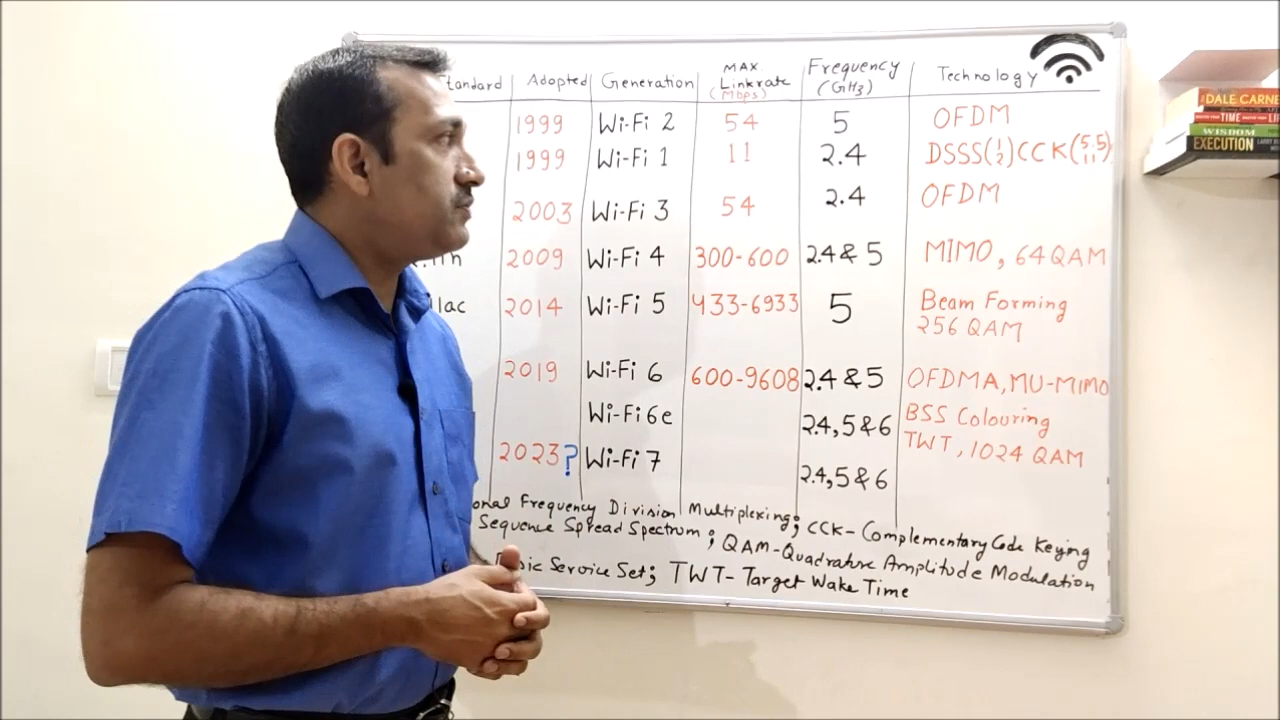 tandard Adopted Generation MAX. Linkrate (Mbps) Frequency (GHz) Technology
1999 Wi-Fi 2 54 5 OFDM
1999 Wi-Fi 1 11 2.4 DSSS(1/2)CCK(5.5/11)
2003 Wi-Fi 3 54 2.4 OFDM
.11n 2009 Wi-Fi 4 300-600 2.4 & 5 MIMO, 64 QAM
11ac 2014 Wi-Fi 5 433-6933 5 Beam Forming 256 QAM
2019 Wi-Fi 6 600-9608 2.4 & 5 OFDMA, MU-MIMO
Wi-Fi 6e 2.4, 5 & 6 BSS Colouring
2023? Wi-Fi 7 2.4, 5 & 6 TWT, 1024 QAM
onal Frequency Division Multiplexing; CCK- Complementary Code Keying
Sequence Spread Spectrum; QAM-Quadrature Amplitude Modulation
sic Service Set; TWT- Target Wake Time
DALE CARNE
TIME
WISDOM
EXECUTION